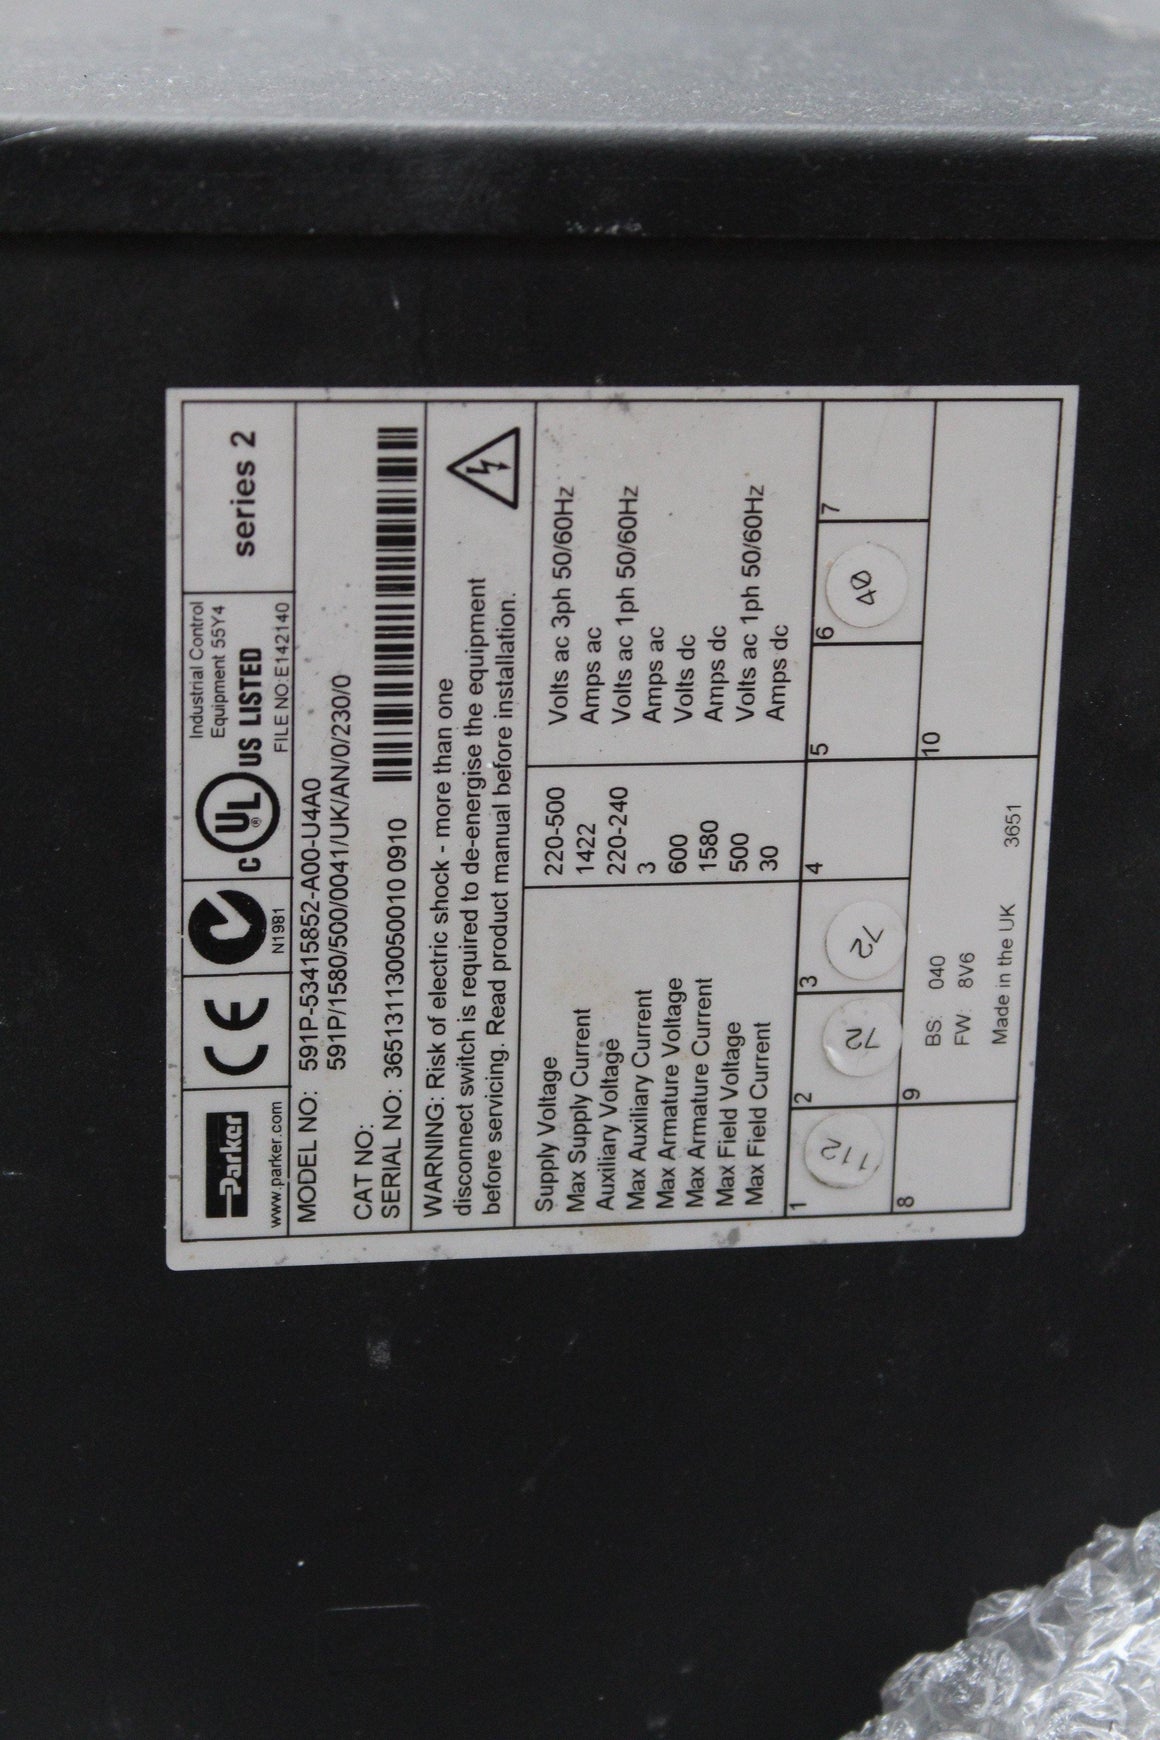 Parker
www.parker.com
CE
N1981
C UL ® US LISTED
Industrial Control
Equipment 55Y4
FILE NO:E142140
series 2
MODEL NO: 591P-53415852-A00-U4A0
591P/1580/500/0041/UK/AN/0/230/0
CAT NO:
SERIAL NO: 365131130050010 0910
WARNING: Risk of electric shock - more than one
disconnect switch is required to de-energise the equipment
before servicing. Read product manual before installation.
Supply Voltage 220-500 Volts ac 3ph 50/60Hz
Max Supply Current 1422 Amps ac
Auxiliary Voltage 220-240 Volts ac 1ph 50/60Hz
Max Auxiliary Current 3 Amps ac
Max Armature Voltage 600 Volts dc
Max Armature Current 1580 Amps dc
Max Field Voltage 500 Volts ac 1ph 50/60Hz
Max Field Current 30 Amps dc
1 2 72 3 72 4 5 6 40 7
8 9 10
BS: 040
FW: 8V6
Made in the UK 3651